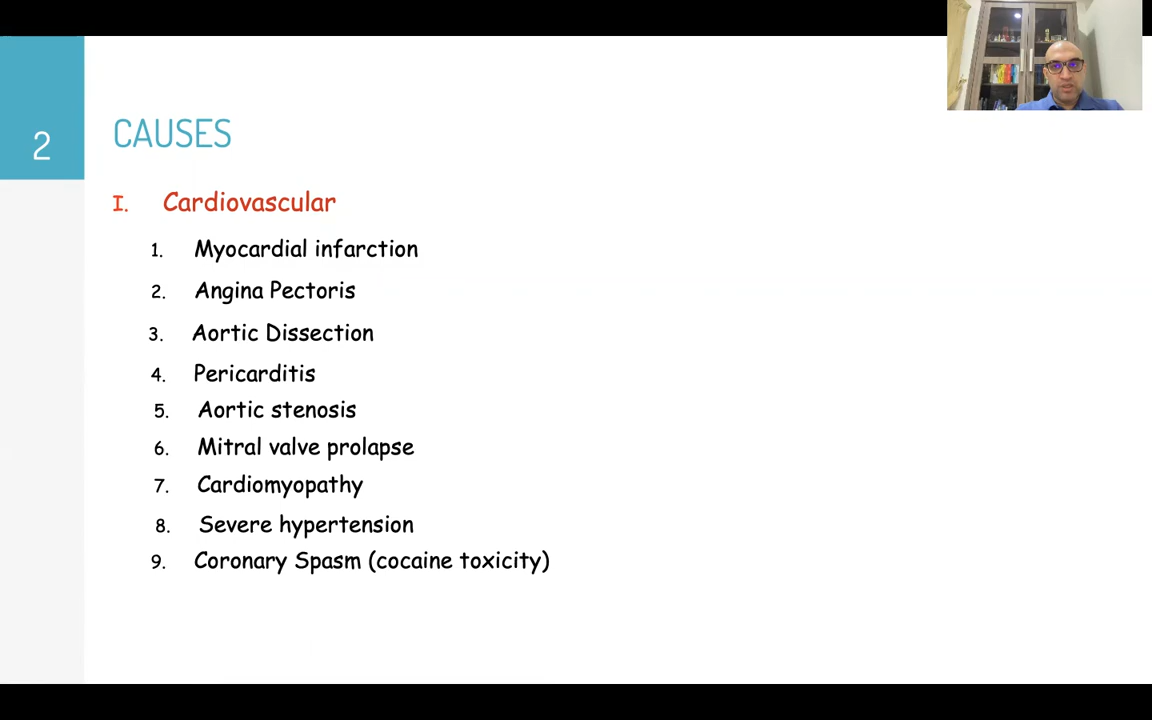 2
CAUSES
I. Cardiovascular
1. Myocardial infarction
2. Angina Pectoris
3. Aortic Dissection
4. Pericarditis
5. Aortic stenosis
6. Mitral valve prolapse
7. Cardiomyopathy
8. Severe hypertension
9. Coronary Spasm (cocaine toxicity)